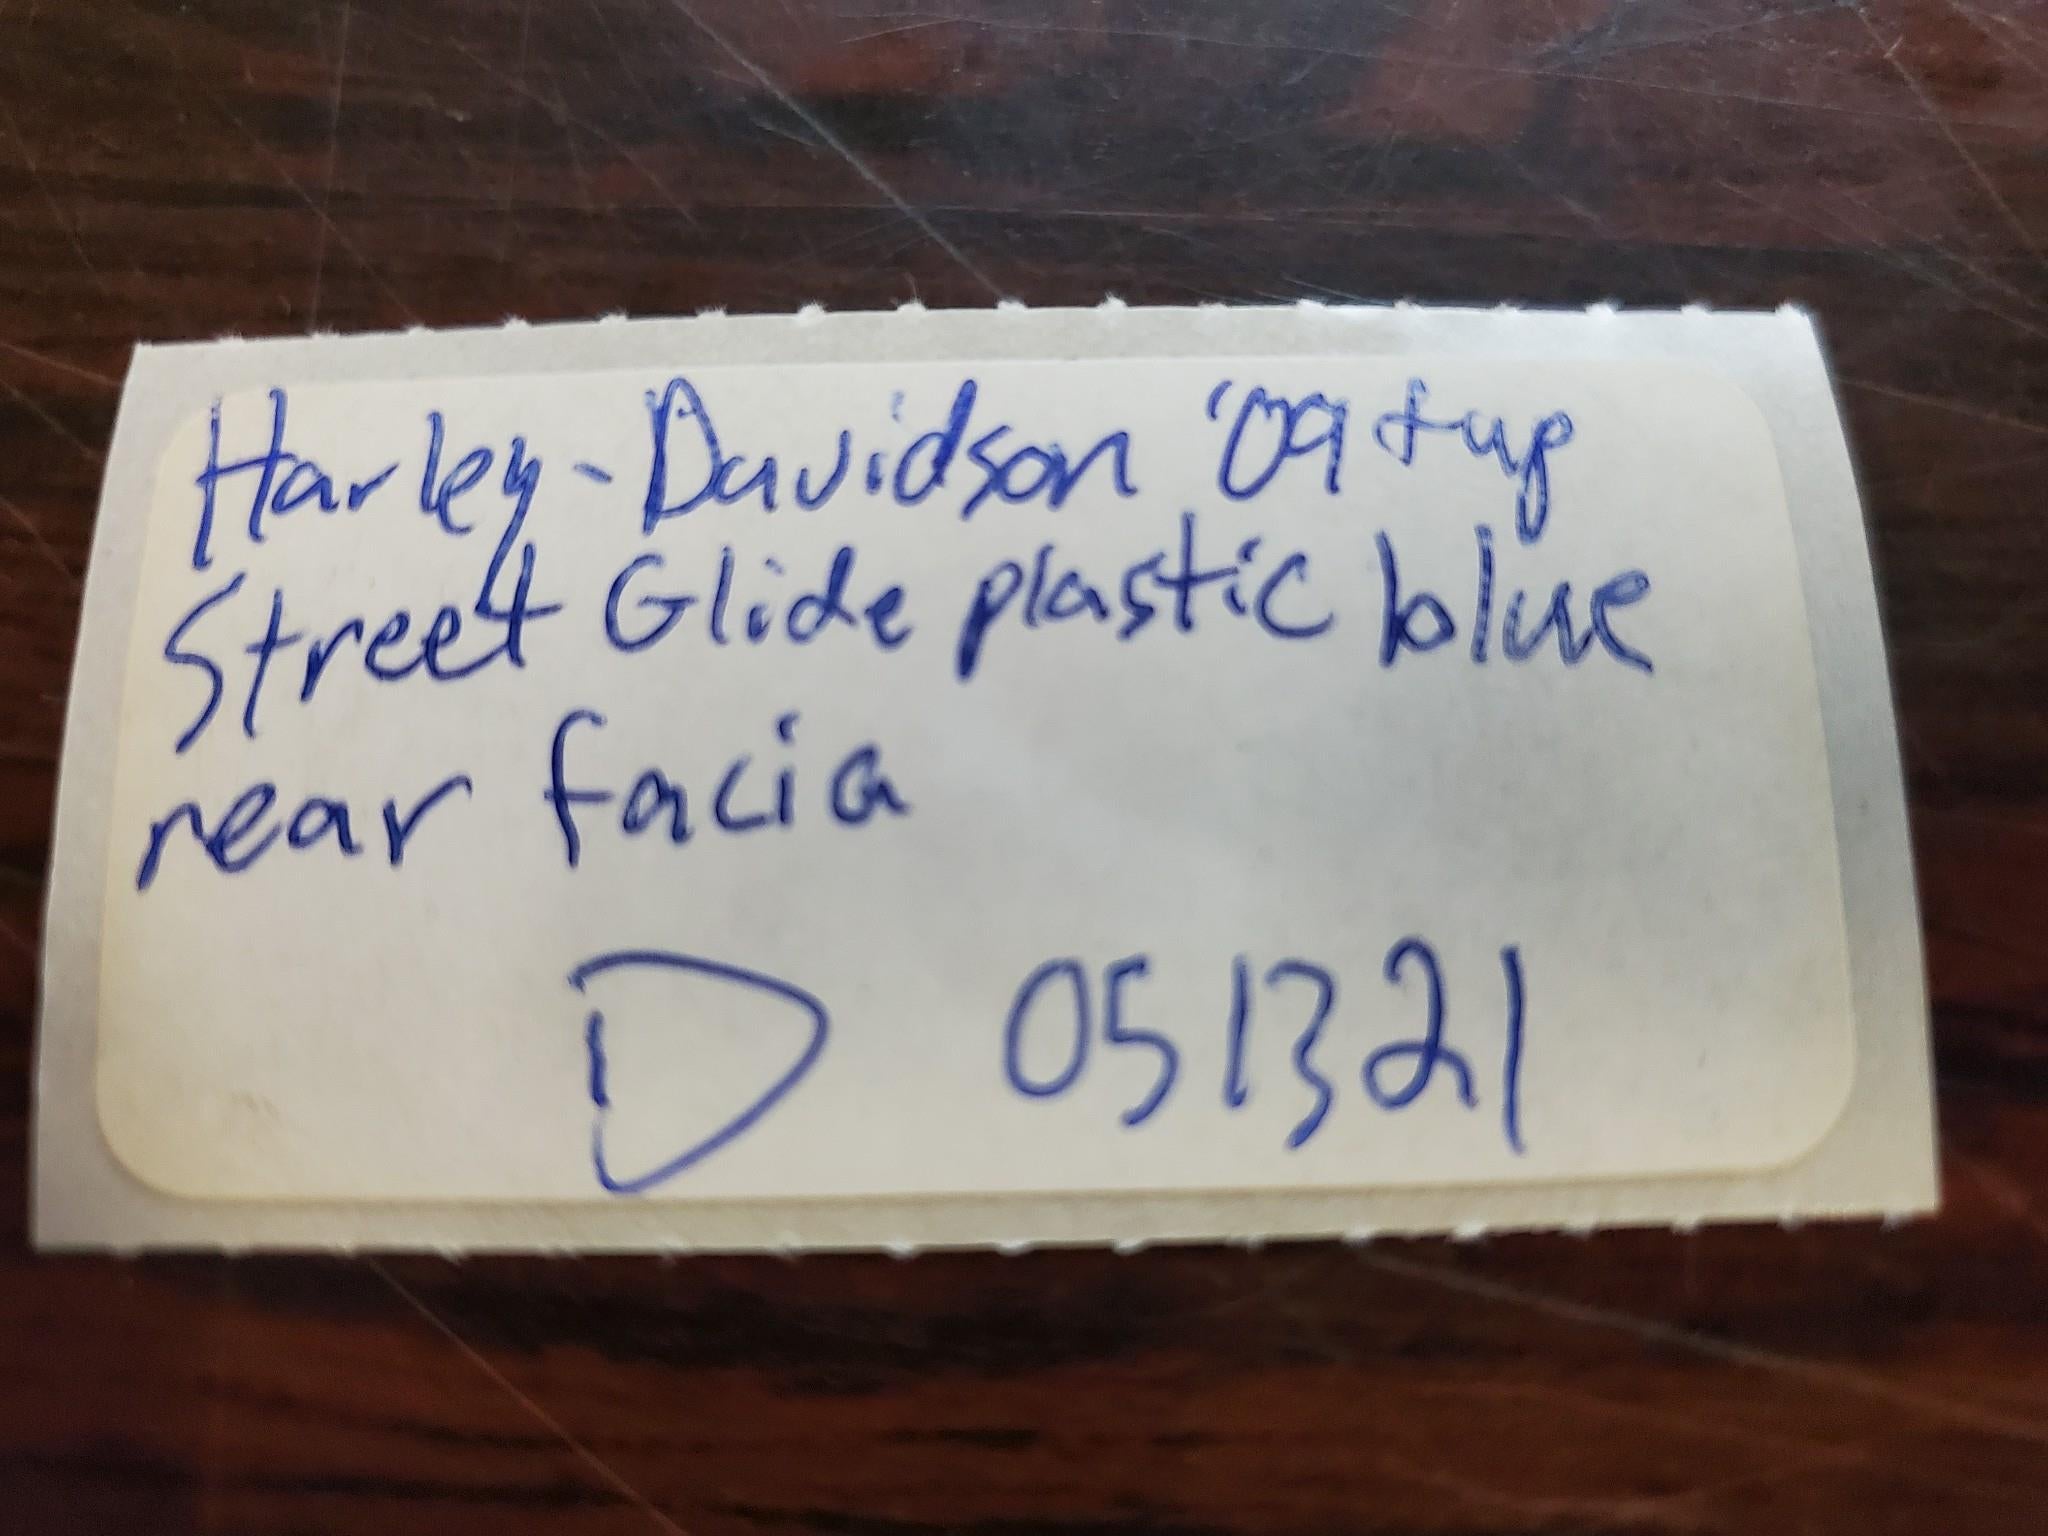 Harley-Davidson '09 + up
Street Glide plastic blue
rear facia
D 051321